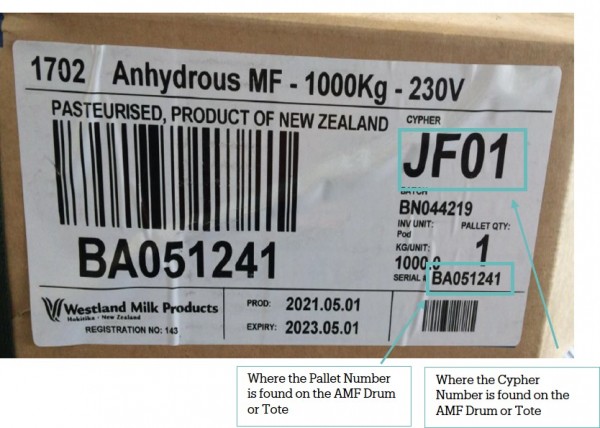 1702 Anhydrous MF - 1000Kg - 230V
PASTEURISED, PRODUCT OF NEW ZEALAND
CYPHER
JF01
BATCH
BN044219
INV UNIT:
PALLET QTY:
Pod
1
KG/UNIT:
1000.0
SERIAL #
BA051241
BA051241
Westland Milk Products
Hokitika / New Zealand
REGISTRATION NO: 143
PROD: 2021.05.01
EXPIRY: 2023.05.01
Where the Pallet Number
is found on the AMF Drum
or Tote
Where the Cypher
Number is found on the
AMF Drum or Tote